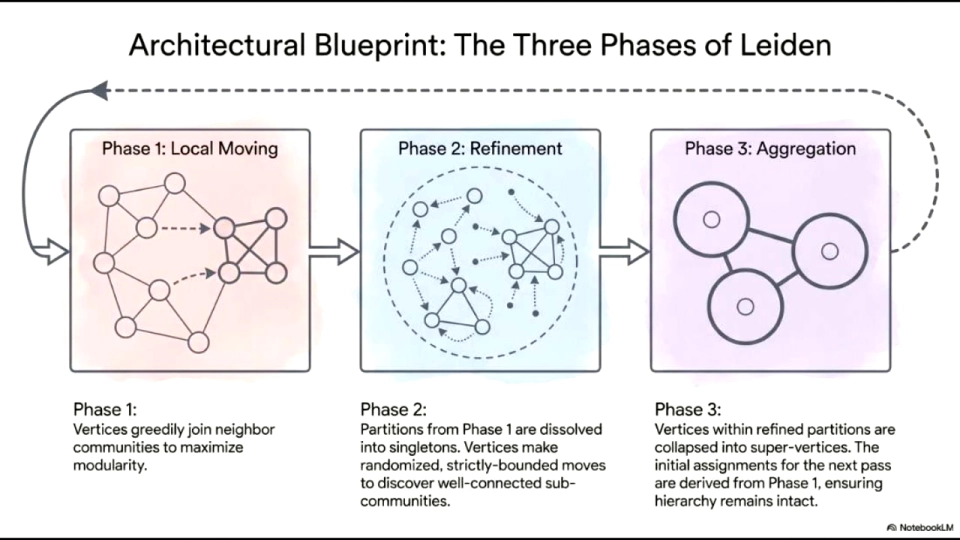 Architectural Blueprint: The Three Phases of Leiden
Phase 1: Local Moving
Phase 2: Refinement
Phase 3: Aggregation
Phase 1:
Vertices greedily join neighbor
communities to maximize
modularity.
Phase 2:
Partitions from Phase 1 are dissolved
into singletons. Vertices make
randomized, strictly-bounded moves
to discover well-connected sub-
communities.
Phase 3:
Vertices within refined partitions are
collapsed into super-vertices. The
initial assignments for the next pass
are derived from Phase 1, ensuring
hierarchy remains intact.
NotebookLM